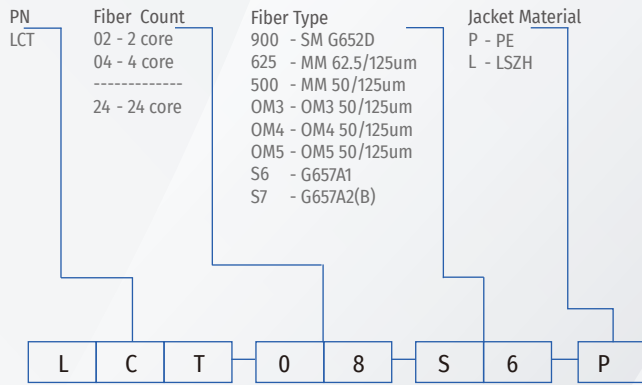 PN
LCT
Fiber Count
02 - 2 core
04 - 4 core
-------------
24 - 24 core
Fiber Type
900 - SM G652D
625 - MM 62.5/125um
500 - MM 50/125um
OM3 - OM3 50/125um
OM4 - OM4 50/125um
OM5 - OM5 50/125um
S6 - G657A1
S7 - G657A2(B)
Jacket Material
P - PE
L - LSZH
L C T - 0 8 - S 6 - P